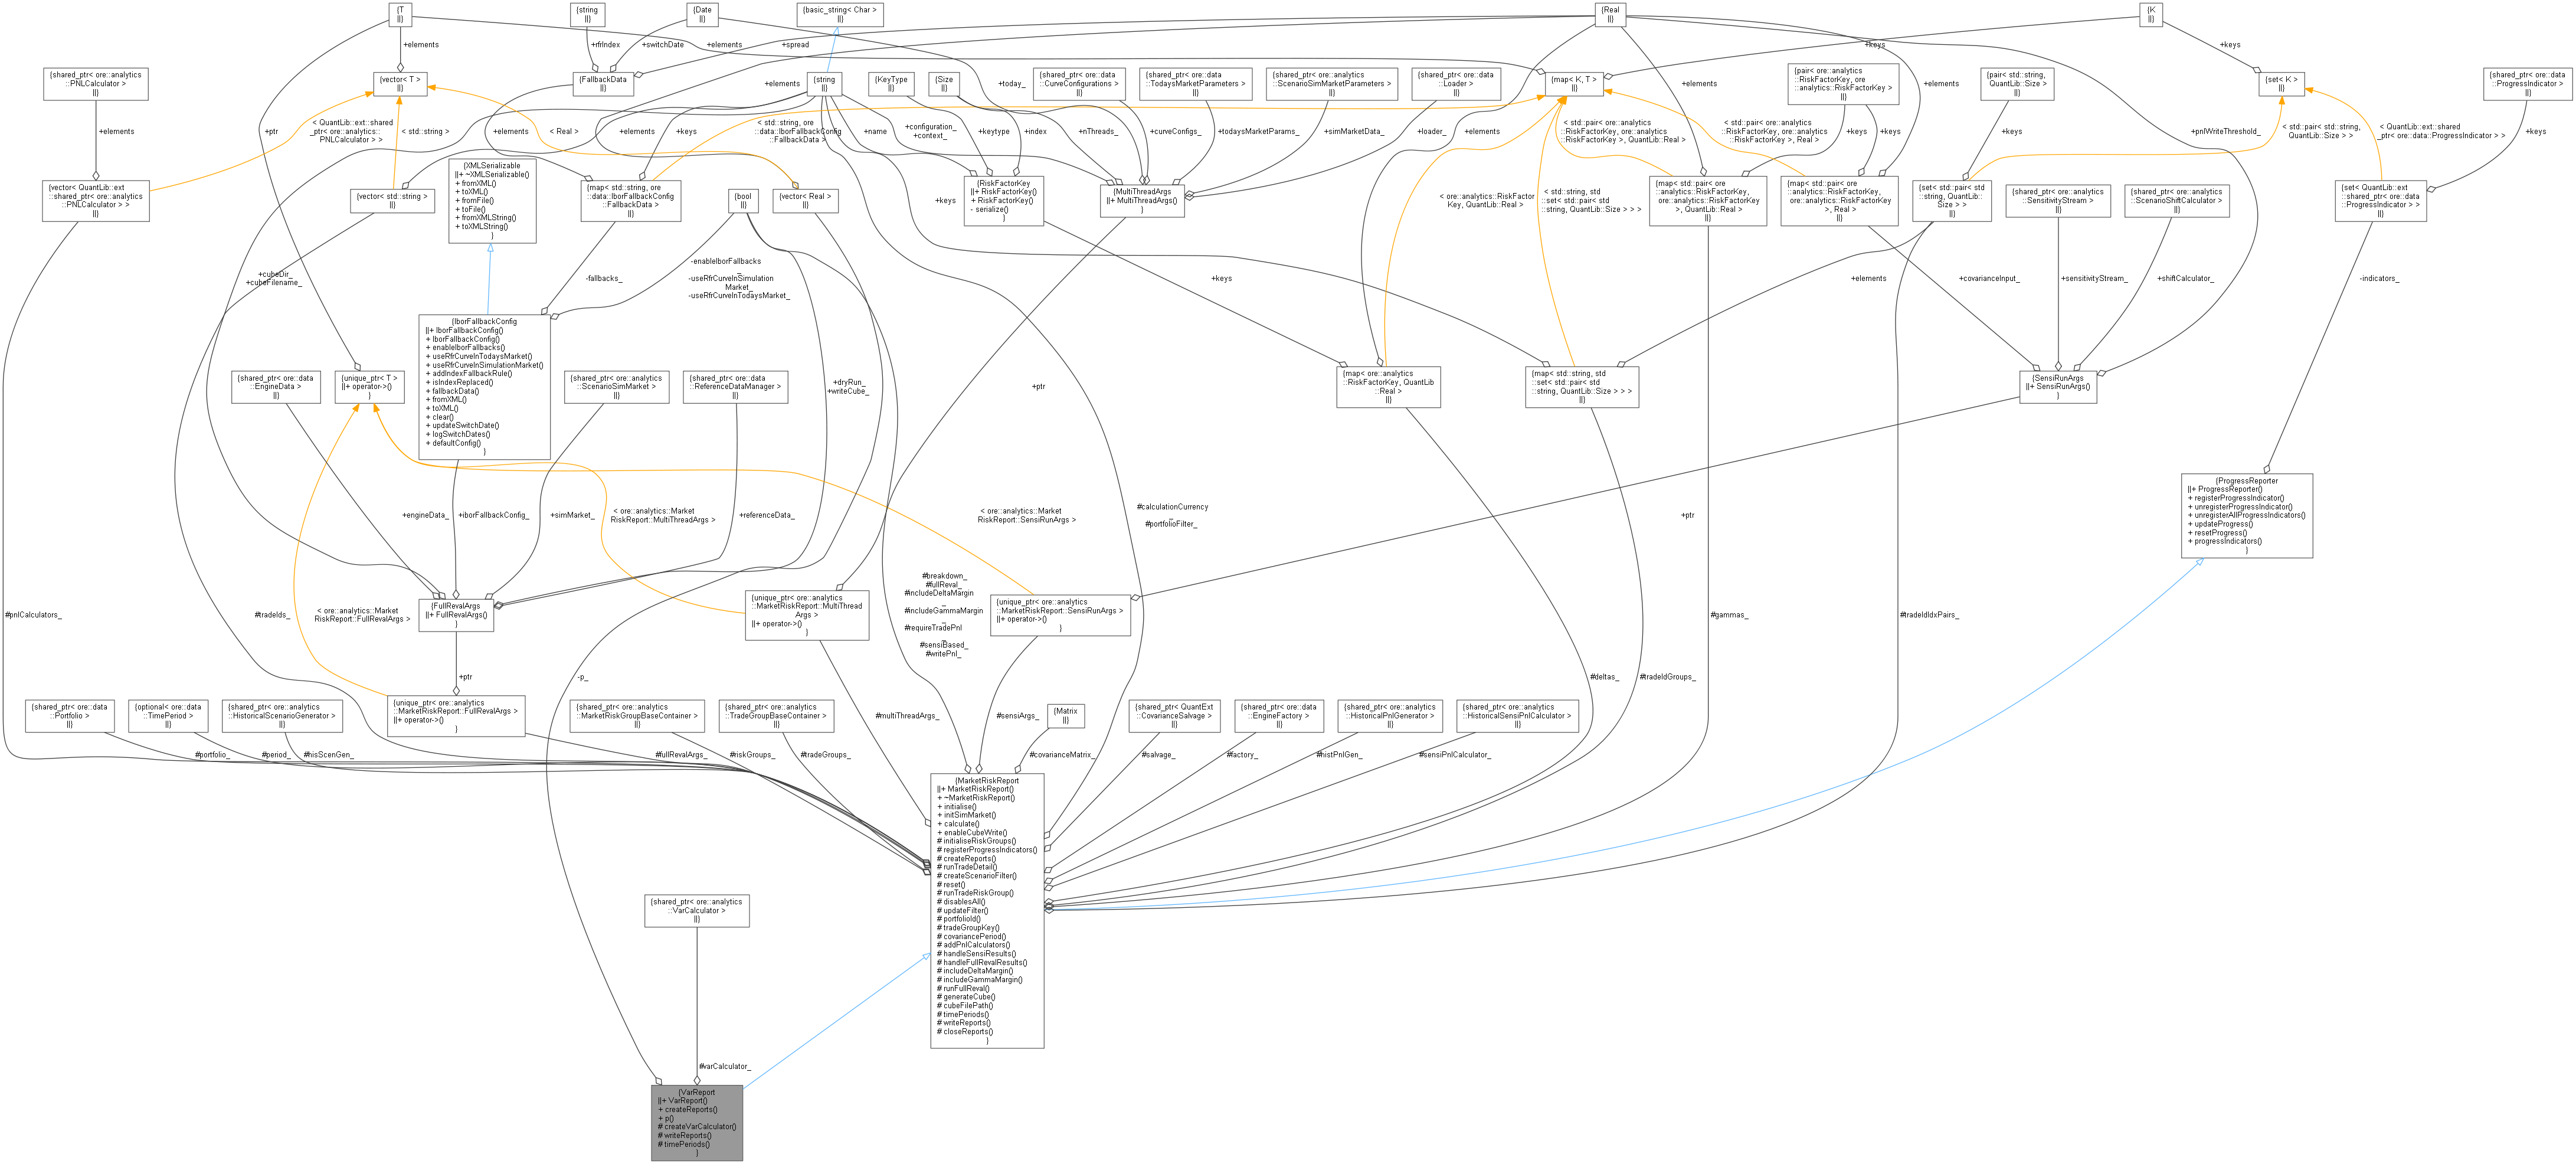 {T
||}
{string
||}
{Date
||}
{basic_string< Char >
||}
{Real
||}
{K
||}
+elements
+rfrIndex
+switchDate
+elements
+spread
+keys
+keys
{shared_ptr< ore::analytics
::PNLCalculator >
||}
{vector< T >
||}
{FallbackData
||}
+elements
{string
||}
{KeyType
||}
{Size
||}
+today_
{shared_ptr< ore::data
::CurveConfigurations >
||}
{shared_ptr< ore::data
::TodaysMarketParameters >
||}
{shared_ptr< ore::analytics
::ScenarioSimMarketParameters >
||}
{shared_ptr< ore::data
::Loader >
||}
{map< K, T >
||}
+elements
{pair< ore::analytics
::RiskFactorKey, ore
::analytics::RiskFactorKey >
||}
+elements
{pair< std::string,
QuantLib::Size >
||}
{set< K >
||}
{shared_ptr< ore::data
::ProgressIndicator >
||}
+elements
+ptr
< QuantLib::ext::shared
_ptr< ore::analytics::
PNLCalculator > >
< std::string >
+elements
< Real >
+elements
+keys
< std::string, ore
::data::IborFallbackConfig
::FallbackData >
+name
+configuration_
+context_
+keytype
+index
+nThreads_
+curveConfigs_
+todaysMarketParams_
+simMarketData_
+loader_
+elements
< std::pair< ore::analytics
::RiskFactorKey, ore::analytics
::RiskFactorKey >, QuantLib::Real >
< std::pair< ore::analytics
::RiskFactorKey, ore::analytics
::RiskFactorKey >, Real >
+keys
+keys
+keys
+pnlWriteThreshold_
< std::pair< std::string,
QuantLib::Size > >
< QuantLib::ext::shared
_ptr< ore::data::ProgressIndicator > >
+keys
{vector< QuantLib::ext
::shared_ptr< ore::analytics
::PNLCalculator > >
||}
{vector< std::string >
||}
{XMLSerializable
||+ ~XMLSerializable()
+ fromXML()
+ toXML()
+ fromFile()
+ toFile()
+ fromXMLString()
+ toXMLString()
}
{map< std::string, ore
::data::IborFallbackConfig
::FallbackData >
||}
{bool
||}
{vector< Real >
||}
+keys
{RiskFactorKey
||+ RiskFactorKey()
+ RiskFactorKey()
- serialize()
}
{MultiThreadArgs
||+ MultiThreadArgs()
}
< ore::analytics::RiskFactor
Key, QuantLib::Real >
< std::string, std
::set< std::pair< std
::string, QuantLib::Size > > >
{map< std::pair< ore
::analytics::RiskFactorKey,
ore::analytics::RiskFactorKey
>, QuantLib::Real >
||}
{map< std::pair< ore
::analytics::RiskFactorKey,
ore::analytics::RiskFactorKey
>, Real >
||}
{set< std::pair< std
::string, QuantLib::
Size > >
||}
{shared_ptr< ore::analytics
::SensitivityStream >
||}
{shared_ptr< ore::analytics
::ScenarioShiftCalculator >
||}
{set< QuantLib::ext
::shared_ptr< ore::data
::ProgressIndicator > >
||}
+cubeDir_
+cubeFilename_
-fallbacks_
-enableIborFallbacks
_
-useRfrCurveInSimulation
Market_
-useRfrCurveInTodaysMarket_
+keys
+elements
+covarianceInput_
+sensitivityStream_
+shiftCalculator_
-indicators_
{shared_ptr< ore::data
::EngineData >
||}
{unique_ptr< T >
||+ operator->()
}
{IborFallbackConfig
||+ IborFallbackConfig()
+ IborFallbackConfig()
+ enableIborFallbacks()
+ useRfrCurveInTodaysMarket()
+ useRfrCurveInSimulationMarket()
+ addIndexFallbackRule()
+ isIndexReplaced()
+ fallbackData()
+ fromXML()
+ toXML()
+ clear()
+ updateSwitchDate()
+ logSwitchDates()
+ defaultConfig()
}
{shared_ptr< ore::analytics
::ScenarioSimMarket >
||}
{shared_ptr< ore::data
::ReferenceDataManager >
||}
+dryRun_
+writeCube_
+ptr
{map< ore::analytics
::RiskFactorKey, QuantLib
::Real >
||}
{map< std::string, std
::set< std::pair< std
::string, QuantLib::Size > > >
||}
{SensiRunArgs
||+ SensiRunArgs()
}
+engineData_
+iborFallbackConfig_
+simMarket_
< ore::analytics::Market
RiskReport::MultiThreadArgs >
+referenceData_
< ore::analytics::Market
RiskReport::SensiRunArgs >
#calculationCurrency
_
#portfolioFilter_
+ptr
{ProgressReporter
||+ ProgressReporter()
+ registerProgressIndicator()
+ unregisterProgressIndicator()
+ unregisterAllProgressIndicators()
+ updateProgress()
+ resetProgress()
+ progressIndicators()
}
#pnlCalculators_
#tradeIds_
< ore::analytics::Market
RiskReport::FullRevalArgs >
{FullRevalArgs
||+ FullRevalArgs()
}
{unique_ptr< ore::analytics
::MarketRiskReport::MultiThread
Args >
||+ operator->()
}
#breakdown_
#fullReval_
#includeDeltaMargin
_
#includeGammaMargin
_
#requireTradePnl
_
#sensiBased_
#writePnl_
{unique_ptr< ore::analytics
::MarketRiskReport::SensiRunArgs >
||+ operator->()
}
#gammas_
#tradeIdIdxPairs_
+ptr
-p_
#deltas_
#tradeIdGroups_
{shared_ptr< ore::data
::Portfolio >
||}
{optional< ore::data
::TimePeriod >
||}
{shared_ptr< ore::analytics
::HistoricalScenarioGenerator >
||}
{unique_ptr< ore::analytics
::MarketRiskReport::FullRevalArgs >
||+ operator->()
}
{shared_ptr< ore::analytics
::MarketRiskGroupBaseContainer >
||}
{shared_ptr< ore::analytics
::TradeGroupBaseContainer >
||}
#multiThreadArgs_
#sensiArgs_
{Matrix
||}
{shared_ptr< QuantExt
::CovarianceSalvage >
||}
{shared_ptr< ore::data
::EngineFactory >
||}
{shared_ptr< ore::analytics
::HistoricalPnlGenerator >
||}
{shared_ptr< ore::analytics
::HistoricalSensiPnlCalculator >
||}
#portfolio_
#period_
#hisScenGen_
#fullRevalArgs_
#riskGroups_
#tradeGroups_
#covarianceMatrix_
#salvage_
#factory_
#histPnlGen_
#sensiPnlCalculator_
{MarketRiskReport
||+ MarketRiskReport()
+ ~MarketRiskReport()
+ initialise()
+ initSimMarket()
+ calculate()
+ enableCubeWrite()
# initialiseRiskGroups()
# registerProgressIndicators()
# createReports()
# runTradeDetail()
# createScenarioFilter()
# reset()
# runTradeRiskGroup()
# disablesAll()
# updateFilter()
# portfolioId()
# tradeGroupKey()
# covariancePeriod()
# addPnlCalculators()
# handleSensiResults()
# handleFullRevalResults()
# includeDeltaMargin()
# includeGammaMargin()
# runFullReval()
# generateCube()
# cubeFilePath()
# timePeriods()
# writeReports()
# closeReports()
}
{shared_ptr< ore::analytics
::VarCalculator >
||}
#varCalculator_
{VarReport
||+ VarReport()
+ createReports()
+ p()
# createVarCalculator()
# writeReports()
# timePeriods()
}